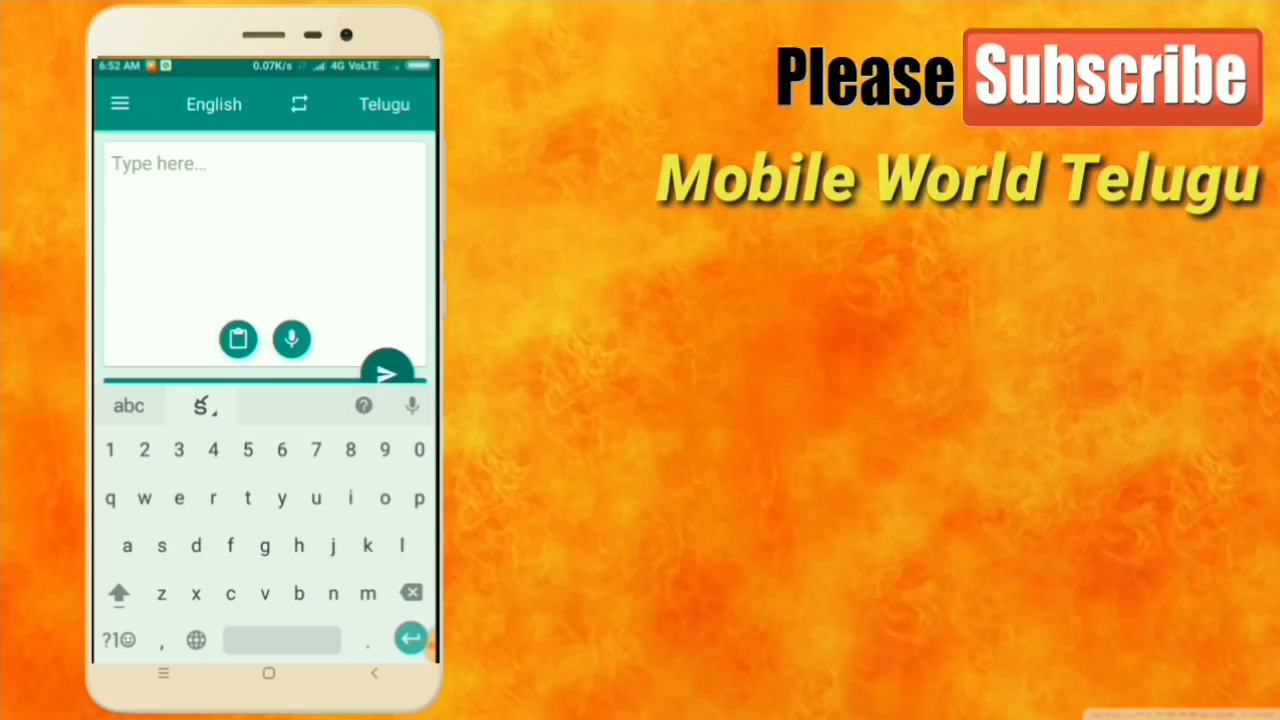 Please Subscribe
Mobile World Telugu
6:52 AM 0.07K/s 4G VoLTE
English Telugu
Type here...
abc క
1 2 3 4 5 6 7 8 9 0
q w e r t y u i o p
a s d f g h j k l
z x c v b n m
?1☺ , .